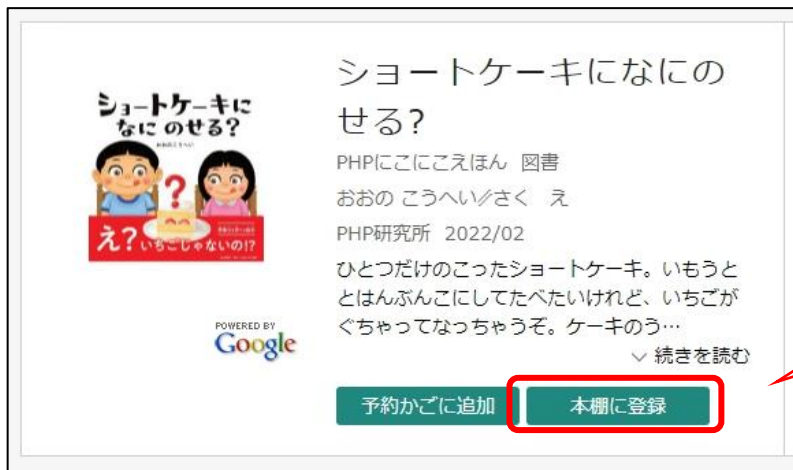 ショートケーキに
なに のせる?
?
え?いちごじゃないの!?
POWERED BY
Google
ショートケーキになにの
せる?
PHPにこにこえほん 図書
おおの こうへい//さく え
PHP研究所 2022/02
ひとつだけのこったショートケーキ。いもうと
とはんぶんこにしてたべたいけれど、いちごが
ぐちゃってなっちゃうぞ。ケーキのう…
続きを読む
予約かごに追加
本棚に登録